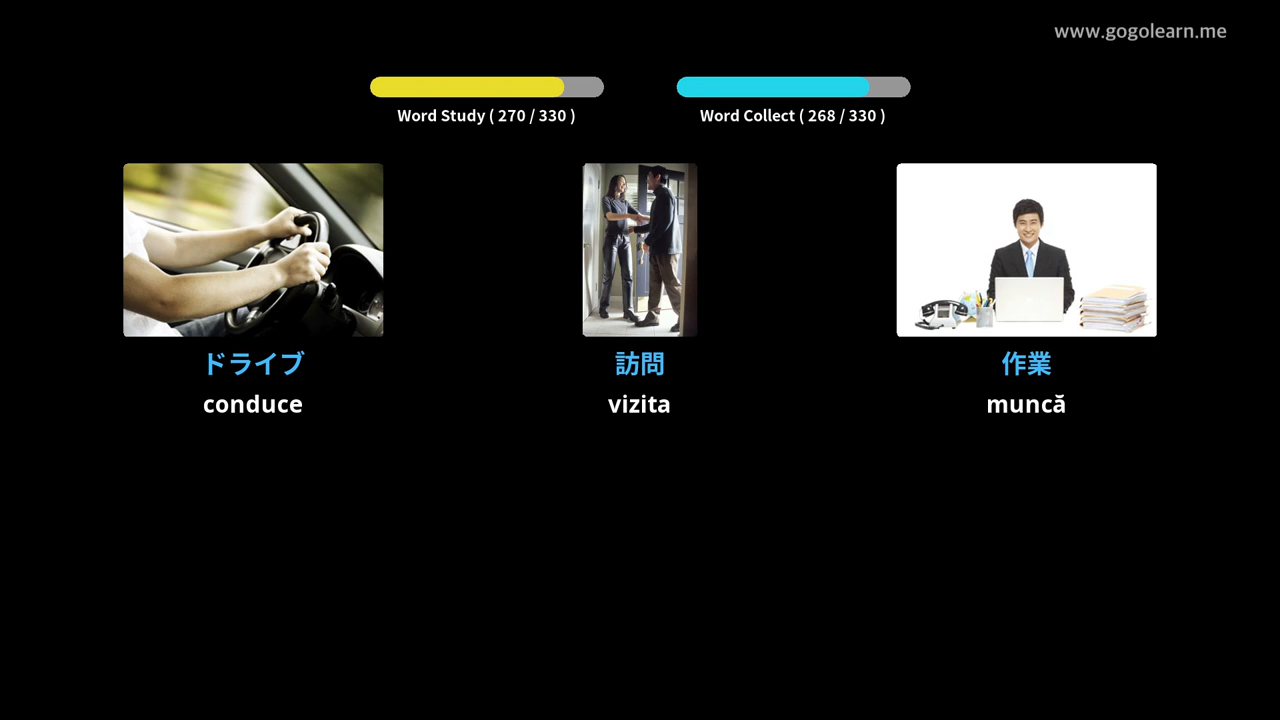 www.gogolearn.me
Word Study ( 270 / 330 )
Word Collect ( 268 / 330 )
ドライブ
訪問
作業
conduce
vizita
muncă